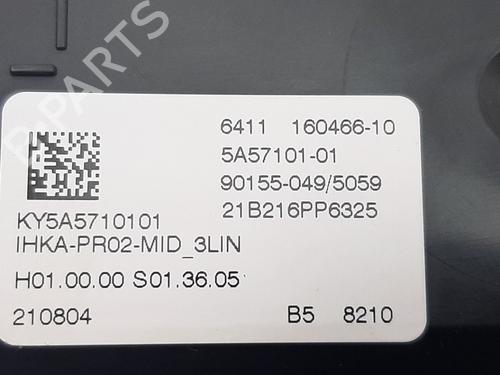 B-PARTS
6411 160466-10
5A57101-01
90155-049/5059
21B216PP6325
KY5A5710101
IHKA-PR02-MID_3LIN
H01.00.00 S01.36.05
210804 B5 8210